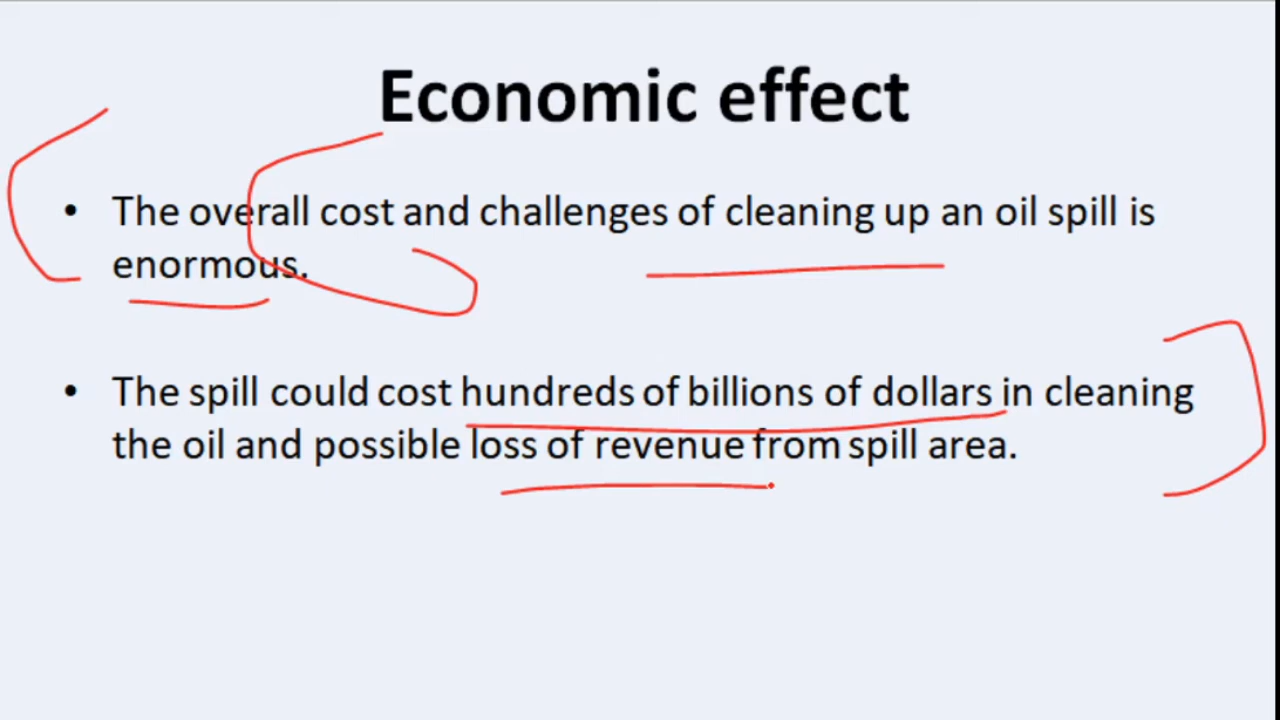 Economic effect
• The overall cost and challenges of cleaning up an oil spill is
enormous.
• The spill could cost hundreds of billions of dollars in cleaning
the oil and possible loss of revenue from spill area.